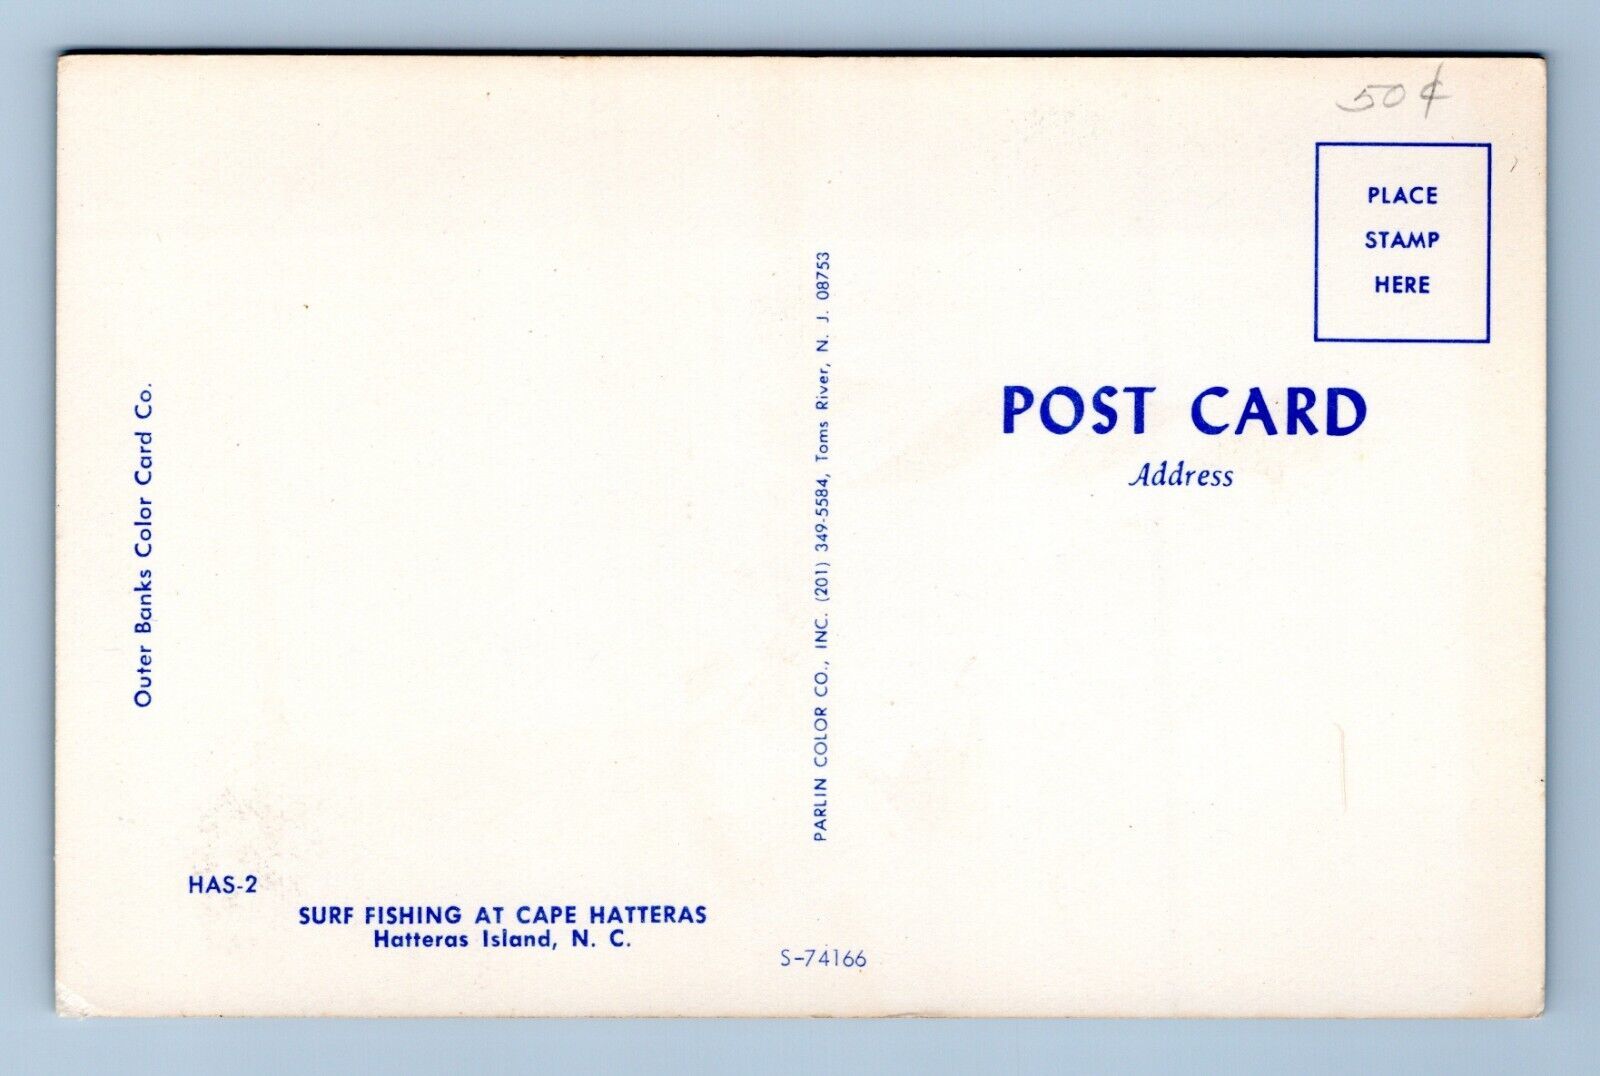 50¢
PLACE
STAMP
HERE
POST CARD
Address
Outer Banks Color Card Co.
PARLIN COLOR CO., INC. (201) 349-5584, Toms River, N. J. 08753
HAS-2
SURF FISHING AT CAPE HATTERAS
Hatteras Island, N. C.
S-74166